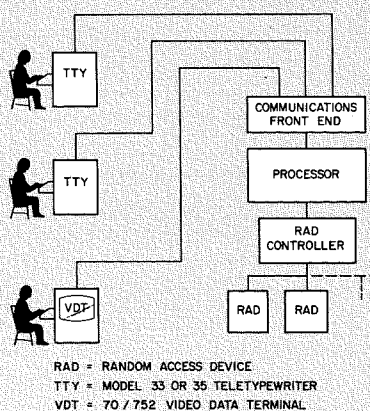 TTY
COMMUNICATIONS
FRONT END
TTY
PROCESSOR
RAD
CONTROLLER
VDT
RAD
RAD
RAD = RANDOM ACCESS DEVICE
TTY = MODEL 33 OR 35 TELETYPEWRITER
VDT = 70/752 VIDEO DATA TERMINAL